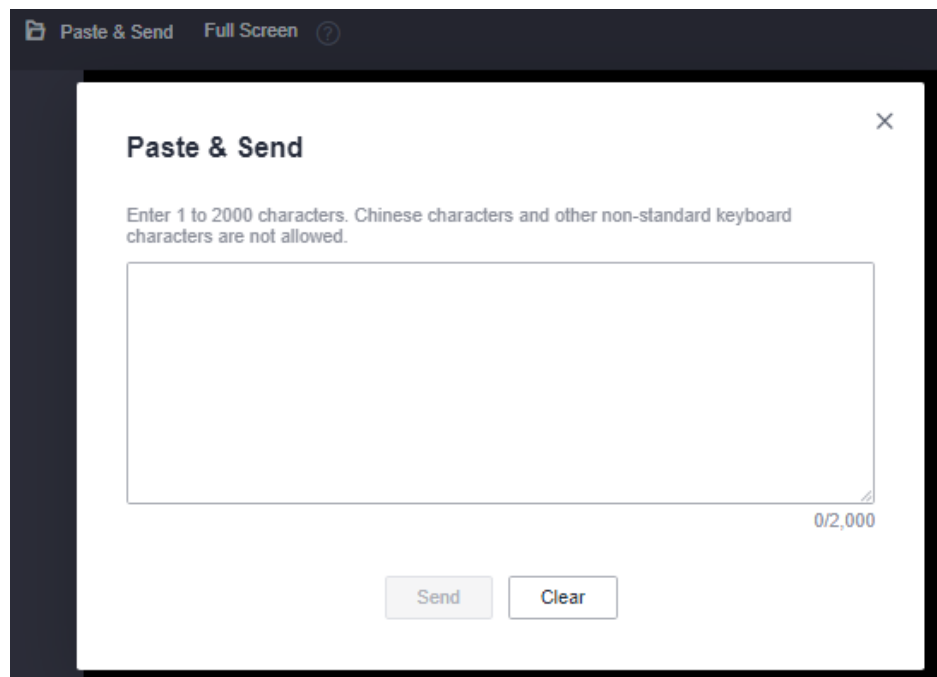 Paste & Send Full Screen ?
Paste & Send
Enter 1 to 2000 characters. Chinese characters and other non-standard keyboard
characters are not allowed.
0/2,000
Send Clear